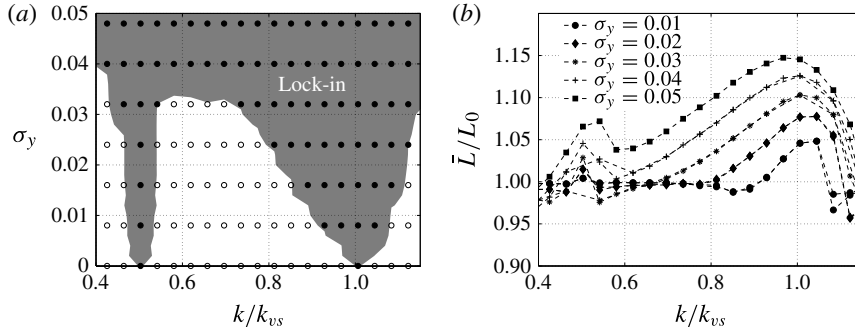 (a)
0.05
0.04
0.03
0.02
0.01
0
σy
Lock-in
0.4 0.6 0.8 1.0
k/kvs
(b)
σy = 0.01
σy = 0.02
σy = 0.03
σy = 0.04
σy = 0.05
1.15
1.10
1.05
1.00
0.95
0.90
L̄/L0
0.4 0.6 0.8 1.0
k/kvs